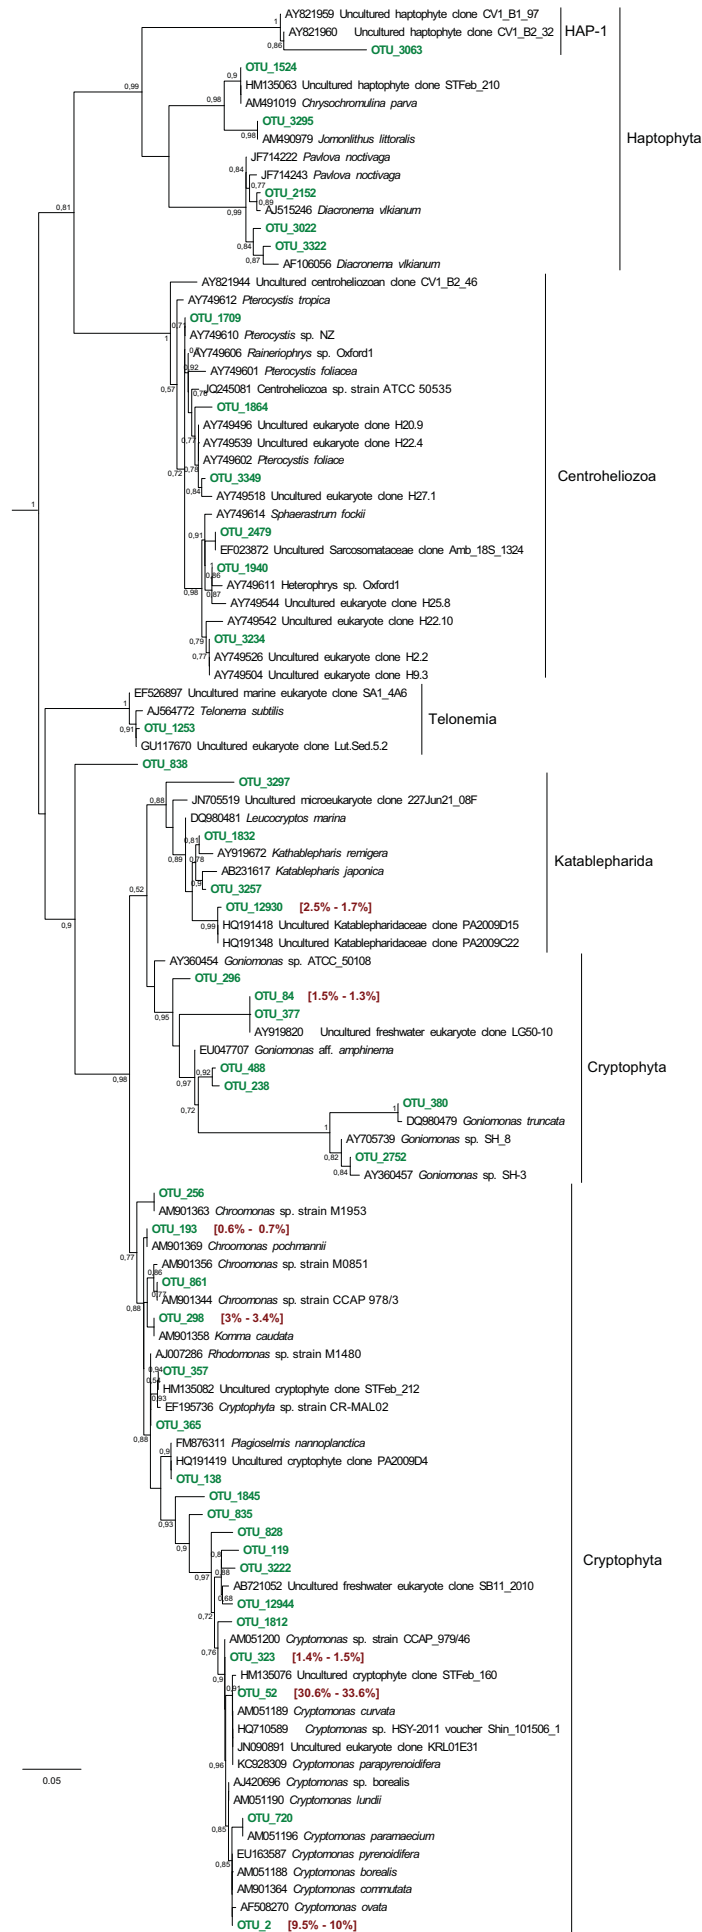 AY821959 Uncultured haptophyte clone CV1_B1_97
AY821960 Uncultured haptophyte clone CV1_B2_32
OTU_3063
HAP-1
OTU_1524
HM135063 Uncultured haptophyte clone STFeb_210
AM491019 Chrysochromulina parva
OTU_3295
AM490979 Jomonlithus littoralis
Haptophyta
JF714222 Pavlova noctivaga
JF714243 Pavlova noctivaga
OTU_2152
AJ515246 Diacronema vlkianum
OTU_3022
OTU_3322
AF106056 Diacronema vlkianum
AY821944 Uncultured centroheliozoan clone CV1_B2_46
AY749612 Pterocystis tropica
OTU_1709
AY749610 Pterocystis sp. NZ
AY749606 Raineriophrys sp. Oxford1
AY749601 Pterocystis foliacea
JQ245081 Centroheliozoa sp. strain ATCC 50535
OTU_1864
AY749496 Uncultured eukaryote clone H20.9
AY749539 Uncultured eukaryote clone H22.4
AY749602 Pterocystis foliace
OTU_3349
Centroheliozoa
AY749518 Uncultured eukaryote clone H27.1
AY749614 Sphaerastrum fockii
OTU_2479
EF023872 Uncultured Sarcosomataceae clone Amb_18S_1324
OTU_1940
AY749611 Heterophrys sp. Oxford1
AY749544 Uncultured eukaryote clone H25.8
AY749542 Uncultured eukaryote clone H22.10
OTU_3234
AY749526 Uncultured eukaryote clone H2.2
AY749504 Uncultured eukaryote clone H9.3
EF526897 Uncultured marine eukaryote clone SA1_4A6
AJ564772 Telonema subtilis
Telonemia
OTU_1253
GU117670 Uncultured eukaryote clone Lut.Sed.5.2
OTU_838
OTU_3297
JN705519 Uncultured microeukaryote clone 227Jun21_08F
DQ980481 Leucocryptos marina
OTU_1832
AY919672 Kathablepharis remigera
Katablepharida
AB231617 Katablepharis japonica
OTU_3257
OTU_12930 [2.5% - 1.7%]
HQ191418 Uncultured Katablepharidaceae clone PA2009D15
HQ191348 Uncultured Katablepharidaceae clone PA2009C22
AY360454 Goniomonas sp. ATCC_50108
OTU_296
OTU_84 [1.5% - 1.3%]
OTU_377
AY919820 Uncultured freshwater eukaryote clone LG50-10
EU047707 Goniomonas aff. amphinema
Cryptophyta
OTU_488
OTU_238
OTU_380
DQ980479 Goniomonas truncata
AY705739 Goniomonas sp. SH_8
OTU_2752
AY360457 Goniomonas sp. SH-3
OTU_256
AM901363 Chroomonas sp. strain M1953
OTU_193 [0.6% - 0.7%]
AM901369 Chroomonas pochmannii
AM901356 Chroomonas sp. strain M0851
OTU_861
AM901344 Chroomonas sp. strain CCAP 978/3
OTU_298 [3% - 3.4%]
AM901358 Komma caudata
AJ007286 Rhodomonas sp. strain M1480
OTU_357
HM135082 Uncultured cryptophyte clone STFeb_212
EF195736 Cryptophyta sp. strain CR-MAL02
OTU_365
FM876311 Plagioselmis nannoplanctica
HQ191419 Uncultured cryptophyte clone PA2009D4
OTU_138
OTU_1845
OTU_835
OTU_828
OTU_119
Cryptophyta
OTU_3222
AB721052 Uncultured freshwater eukaryote clone SB11_2010
OTU_12944
OTU_1812
AM051200 Cryptomonas sp. strain CCAP_979/46
OTU_323 [1.4% - 1.5%]
HM135076 Uncultured cryptophyte clone STFeb_160
OTU_52 [30.6% - 33.6%]
AM051189 Cryptomonas curvata
HQ710589 Cryptomonas sp. HSY-2011 voucher Shin_101506_1
JN090891 Uncultured eukaryote clone KRL01E31
KC928309 Cryptomonas parapyrenoidifera
0.05
AJ420696 Cryptomonas sp. borealis
AM051190 Cryptomonas lundii
OTU_720
AM051196 Cryptomonas paramaecium
EU163587 Cryptomonas pyrenoidifera
AM051188 Cryptomonas borealis
AM901364 Cryptomonas commutata
AF508270 Cryptomonas ovata
OTU_2 [9.5% - 10%]